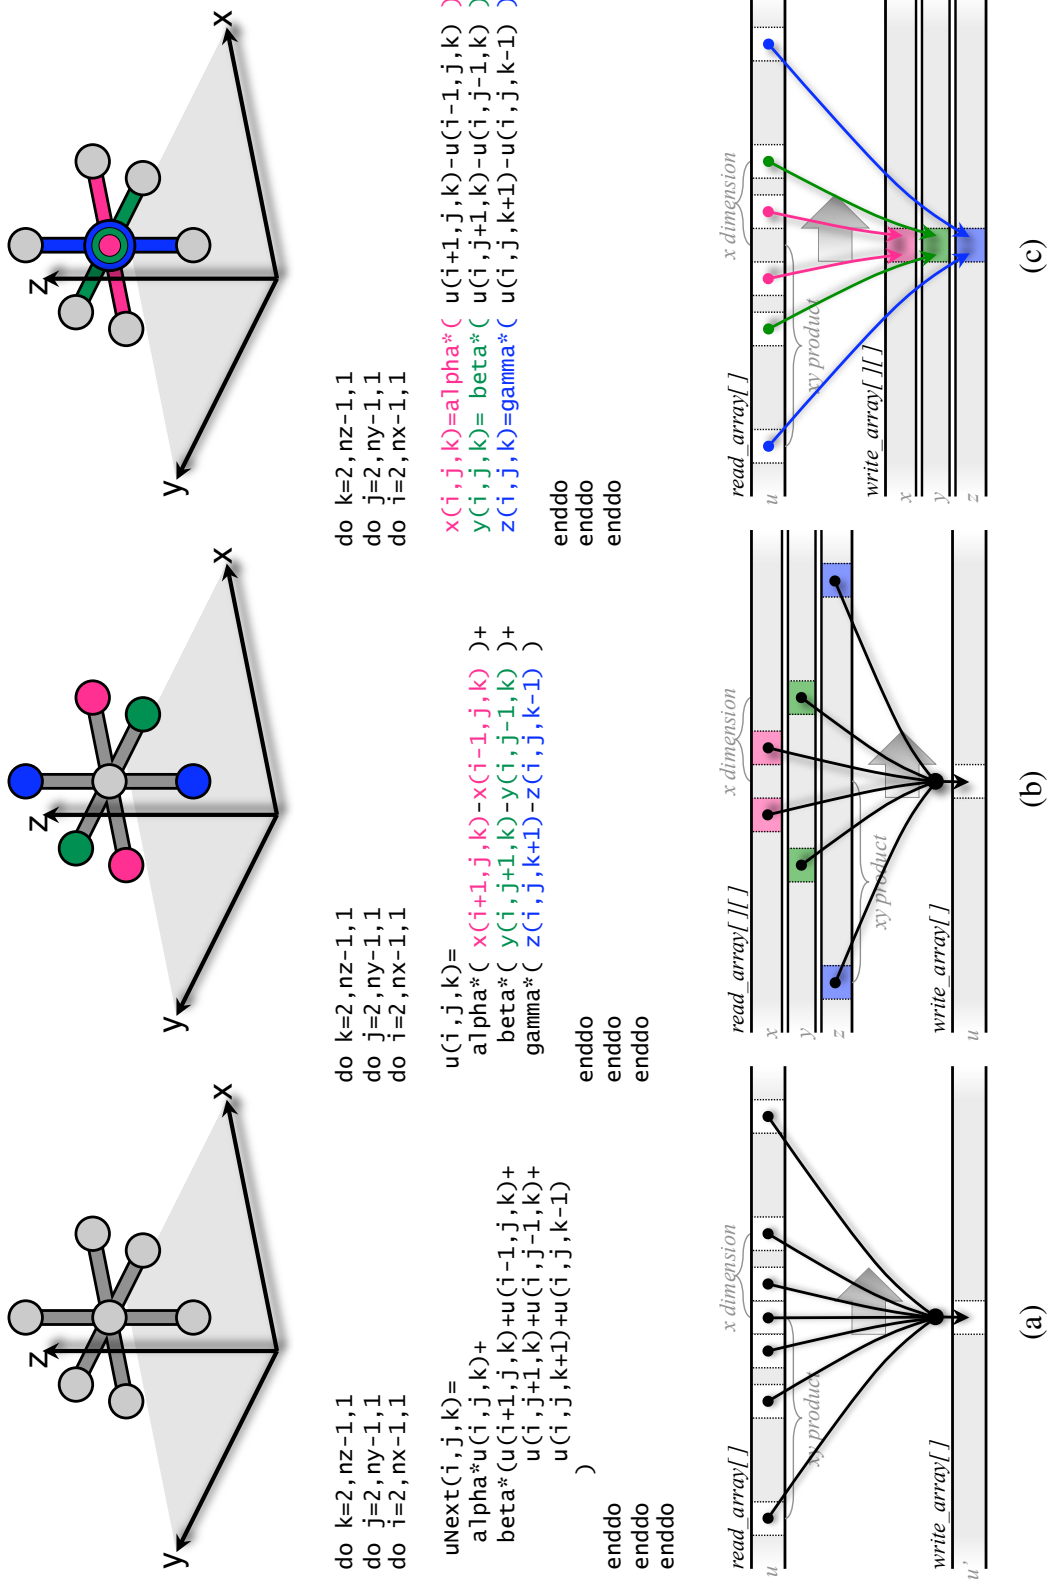 z
y
x
do k=2,nz-1,1
do j=2,ny-1,1
do i=2,nx-1,1
uNext(i,j,k)=
alpha*u(i,j,k)+
beta*(u(i+1,j,k)+u(i-1,j,k)+
u(i,j+1,k)+u(i,j-1,k)+
u(i,j,k+1)+u(i,j,k-1)
)
enddo
enddo
enddo
read_array[ ]
x dimension
u
xy product
write_array[ ]
u'
(a)
z
y
x
do k=2,nz-1,1
do j=2,ny-1,1
do i=2,nx-1,1
u(i,j,k)=
alpha*( x(i+1,j,k)-x(i-1,j,k) )+
beta*( y(i,j+1,k)-y(i,j-1,k) )+
gamma*( z(i,j,k+1)-z(i,j,k-1) )
enddo
enddo
enddo
read_array[ ][ ]
x dimension
x
y
z
xy product
write_array[ ]
u
(b)
z
y
x
do k=2,nz-1,1
do j=2,ny-1,1
do i=2,nx-1,1
x(i,j,k)=alpha*( u(i+1,j,k)-u(i-1,j,k) )
y(i,j,k)= beta*( u(i,j+1,k)-u(i,j-1,k) )
z(i,j,k)=gamma*( u(i,j,k+1)-u(i,j,k-1) )
enddo
enddo
enddo
read_array[ ]
x dimension
u
xy product
write_array[ ][ ]
x
y
z
(c)